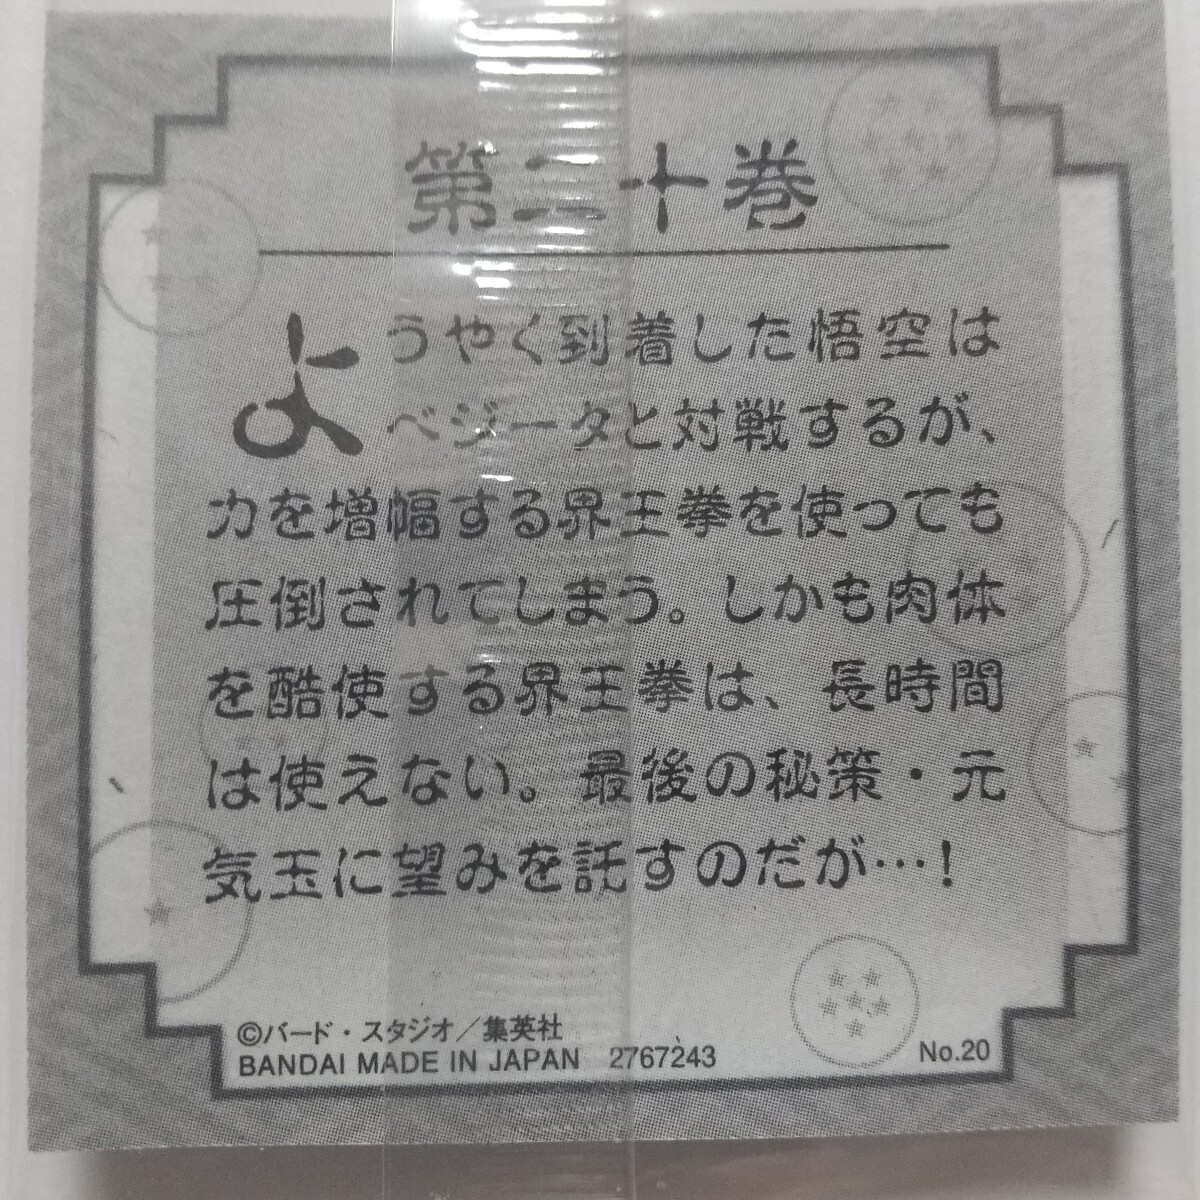 第二十巻
ようやく到着した悟空は
ベジータと対戦するが、
力を増幅する界王拳を使っても
圧倒されてしまう。しかも肉体
を酷使する界王拳は、長時間
は使えない。最後の秘策・元
気玉に望みを託すのだが…！
©バード・スタジオ／集英社
BANDAI MADE IN JAPAN 2767243
No.20